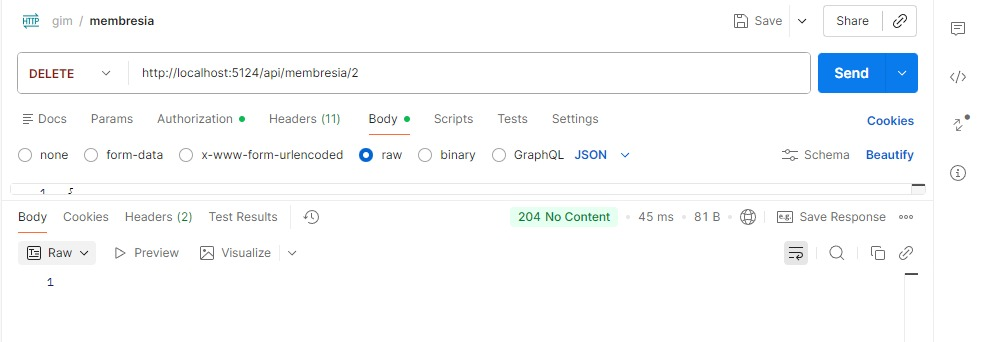 HTTP gim / membresia Save Share
DELETE http://localhost:5124/api/membresia/2 Send
Docs Params Authorization Headers (11) Body Scripts Tests Settings Cookies
none form-data x-www-form-urlencoded raw binary GraphQL JSON Schema Beautify
1 {
Body Cookies Headers (2) Test Results 204 No Content 45 ms 81 B e.g. Save Response
Raw Preview Visualize
1